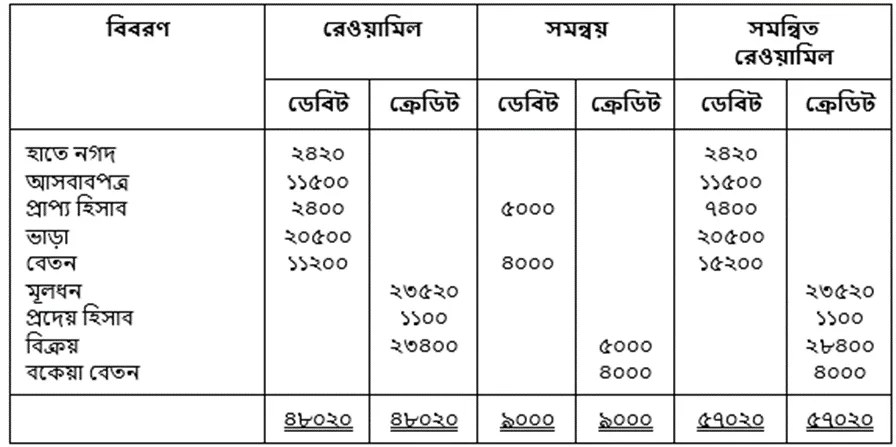 বিবরণ রেওয়ামিল সমন্বয় সমন্বিত
রেওয়ামিল
ডেবিট ক্রেডিট ডেবিট ক্রেডিট ডেবিট ক্রেডিট
হাতে নগদ ২৪২০ ২৪২০
আসবাবপত্র ১১৫০০ ১১৫০০
প্রাপ্য হিসাব ২৪০০ ৫০০০ ৭৪০০
ভাড়া ২০৫০০ ২০৫০০
বেতন ১১২০০ ৪০০০ ১৫২০০
মূলধন ২৩৫২০ ২৩৫২০
প্রদেয় হিসাব ১১০০ ১১০০
বিক্রয় ২৩৪০০ ৫০০০ ২৮৪০০
বকেয়া বেতন ৪০০০ ৪০০০
৪৮০২০ ৪৮০২০ ৯০০০ ৯০০০ ৫৭০২০ ৫৭০২০